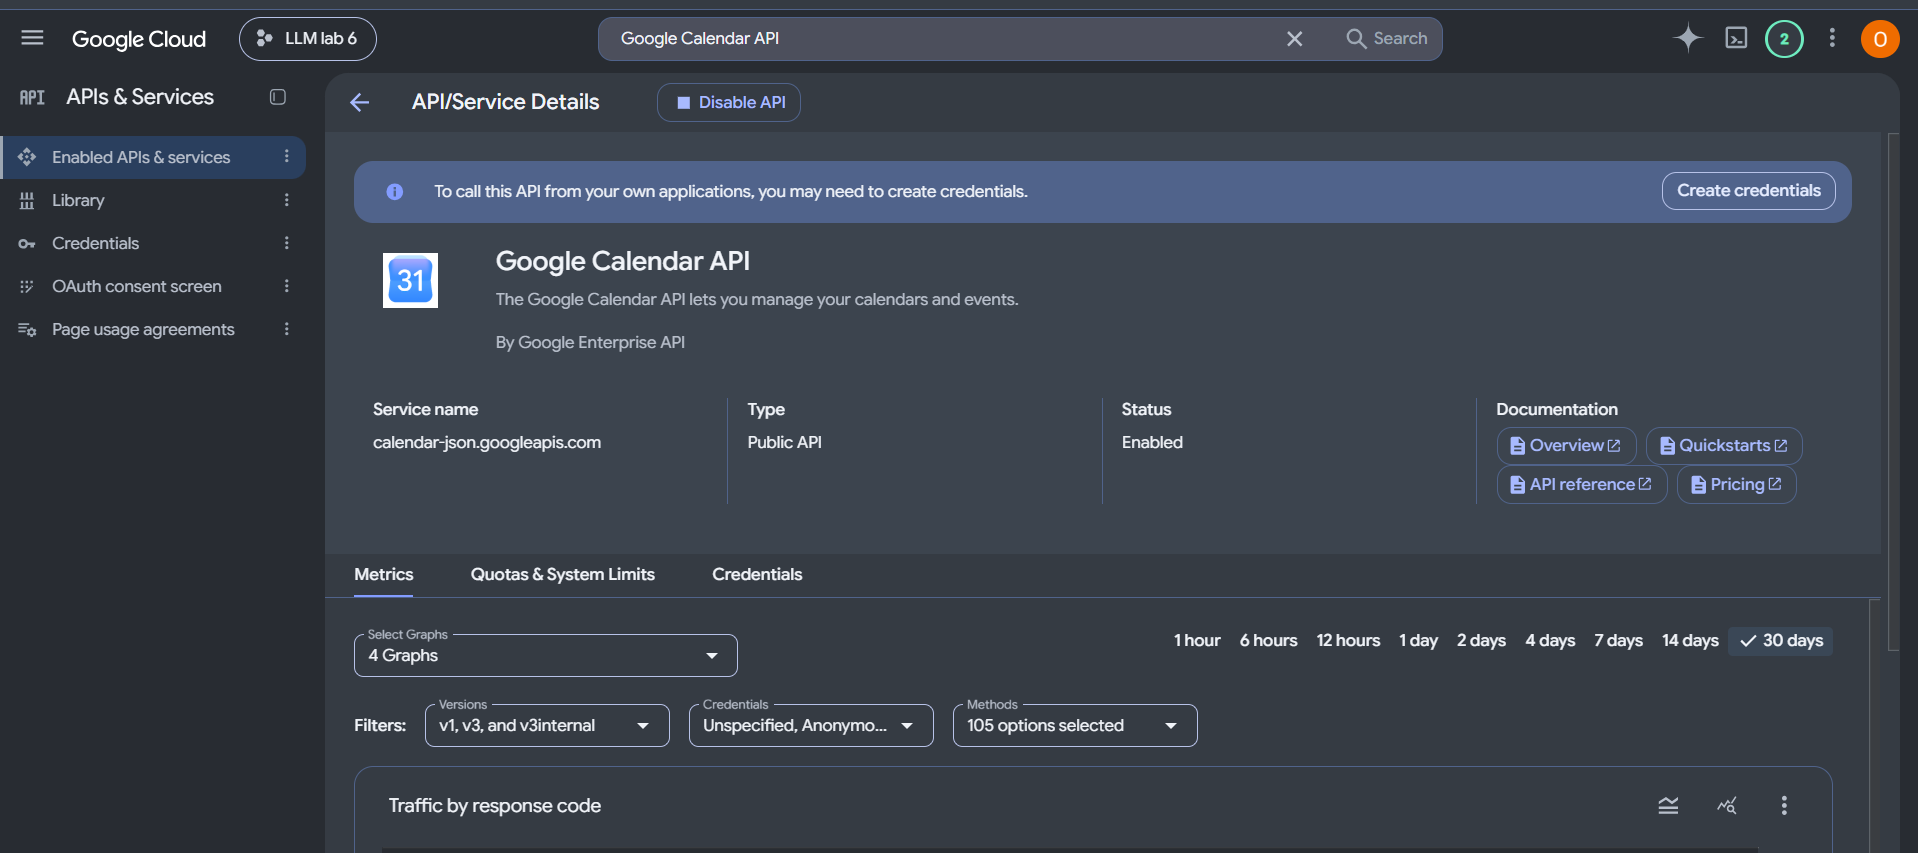 Google Cloud
LLM lab 6
Google Calendar API
Search
2
O
API
APIs & Services
Enabled APIs & services
Library
Credentials
OAuth consent screen
Page usage agreements
API/Service Details
Disable API
To call this API from your own applications, you may need to create credentials.
Create credentials
31
Google Calendar API
The Google Calendar API lets you manage your calendars and events.
By Google Enterprise API
Service name
calendar-json.googleapis.com
Type
Public API
Status
Enabled
Documentation
Overview
Quickstarts
API reference
Pricing
Metrics
Quotas & System Limits
Credentials
Select Graphs
4 Graphs
1 hour
6 hours
12 hours
1 day
2 days
4 days
7 days
14 days
30 days
Filters:
Versions
v1, v3, and v3internal
Credentials
Unspecified, Anonymo...
Methods
105 options selected
Traffic by response code